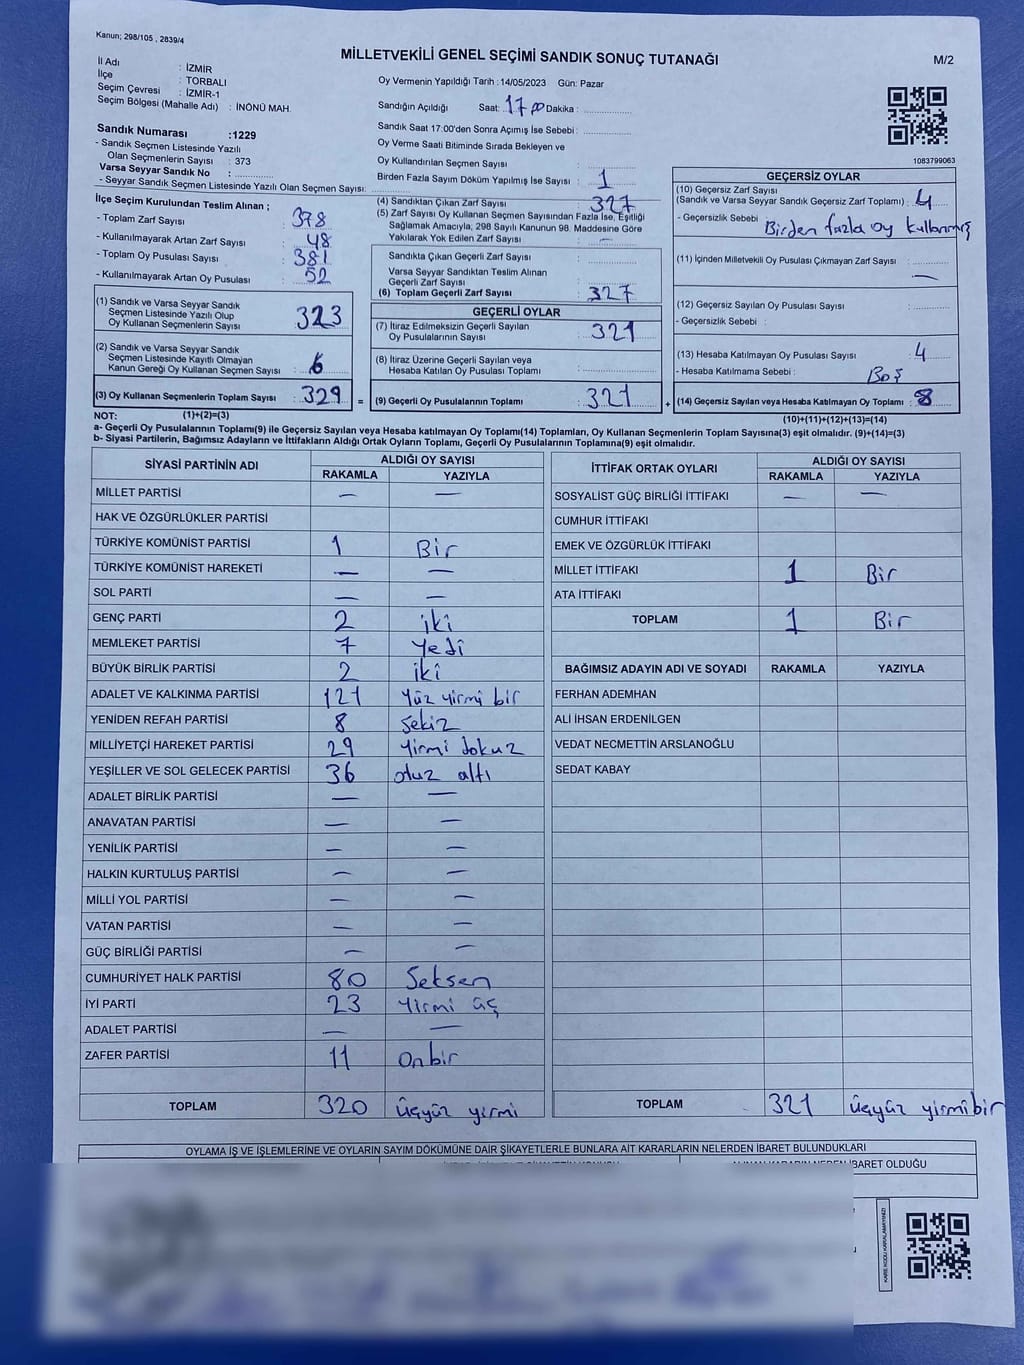 Kanun; 298/105 , 2839/4
MİLLETVEKİLİ GENEL SEÇİMİ SANDIK SONUÇ TUTANAĞI
M/2
İl Adı : İZMİR
İlçe : TORBALI
Seçim Çevresi : İZMİR-1
Seçim Bölgesi (Mahalle Adı) : İNÖNÜ MAH.
Sandık Numarası :1229
- Sandık Seçmen Listesinde Yazılı
Olan Seçmenlerin Sayısı : 373
Varsa Seyyar Sandık No :
- Seyyar Sandık Seçmen Listesinde Yazılı Olan Seçmen Sayısı:
Oy Vermenin Yapıldığı Tarih :14/05/2023 Gün: Pazar
Sandığın Açıldığı Saat: 17 00 Dakika :
Sandık Saat 17:00'den Sonra Açımış İse Sebebi :
Oy Verme Saati Bitiminde Sırada Bekleyen ve
Oy Kullandırılan Seçmen Sayısı :
Birden Fazla Sayım Döküm Yapılmış İse Sayısı : 1
1083799063
İlçe Seçim Kurulundan Teslim Alınan ;
- Toplam Zarf Sayısı : 378
- Kullanılmayarak Artan Zarf Sayısı : 48
- Toplam Oy Pusulası Sayısı : 381
- Kullanılmayarak Artan Oy Pusulası : 52
(1) Sandık ve Varsa Seyyar Sandık
Seçmen Listesinde Yazılı Olup
Oy Kullanan Seçmenlerin Sayısı : 323
(2) Sandık ve Varsa Seyyar Sandık
Seçmen Listesinde Kayıtlı Olmayan
Kanun Gereği Oy Kullanan Seçmen Sayısı : 6
(3) Oy Kullanan Seçmenlerin Toplam Sayısı : 329 =
(4) Sandıktan Çıkan Zarf Sayısı : 327
(5) Zarf Sayısı Oy Kullanan Seçmen Sayısından Fazla İse, Eşitliği
Sağlamak Amacıyla, 298 Sayılı Kanunun 98. Maddesine Göre
Yakılarak Yok Edilen Zarf Sayısı : —
Sandıkta Çıkan Geçerli Zarf Sayısı :
Varsa Seyyar Sandıktan Teslim Alınan
Geçerli Zarf Sayısı :
(6) Toplam Geçerli Zarf Sayısı : 327
GEÇERLİ OYLAR
(7) İtiraz Edilmeksizin Geçerli Sayılan
Oy Pusulalarının Sayısı : 321
(8) İtiraz Üzerine Geçerli Sayılan veya
Hesaba Katılan Oy Pusulası Toplamı :
(9) Geçerli Oy Pusulalarının Toplamı : 321 +
GEÇERSİZ OYLAR
(10) Geçersiz Zarf Sayısı
(Sandık ve Varsa Seyyar Sandık Geçersiz Zarf Toplamı) : 4
- Geçersizlik Sebebi : Birden fazla oy kullanmış
(11) İçinden Milletvekili Oy Pusulası Çıkmayan Zarf Sayısı :
—
(12) Geçersiz Sayılan Oy Pusulası Sayısı :
- Geçersizlik Sebebi :
(13) Hesaba Katılmayan Oy Pusulası Sayısı : 4
- Hesaba Katılmama Sebebi : Boş
(14) Geçersiz Sayılan veya Hesaba Katılmayan Oy Toplamı : 8
NOT: (1)+(2)=(3)
(10)+(11)+(12)+(13)=(14)
a- Geçerli Oy Pusulalarının Toplamı(9) ile Geçersiz Sayılan veya Hesaba katılmayan Oy Toplamı(14) Toplamları, Oy Kullanan Seçmenlerin Toplam Sayısına(3) eşit olmalıdır. (9)+(14)=(3)
b- Siyasi Partilerin, Bağımsız Adayların ve İttifakların Aldığı Ortak Oyların Toplamı, Geçerli Oy Pusulalarının Toplamına(9) eşit olmalıdır.
SİYASİ PARTİNİN ADI ALDIĞI OY SAYISI
RAKAMLA YAZIYLA
MİLLET PARTİSİ — —
HAK VE ÖZGÜRLÜKLER PARTİSİ
TÜRKİYE KOMÜNİST PARTİSİ 1 Bir
TÜRKİYE KOMÜNİST HAREKETİ — —
SOL PARTİ — —
GENÇ PARTİ 2 iki
MEMLEKET PARTİSİ 7 Yedi
BÜYÜK BİRLİK PARTİSİ 2 iki
ADALET VE KALKINMA PARTİSİ 121 Yüz yirmi bir
YENİDEN REFAH PARTİSİ 8 sekiz
MİLLİYETÇİ HAREKET PARTİSİ 29 Yirmi dokuz
YEŞİLLER VE SOL GELECEK PARTİSİ 36 otuz altı
ADALET BİRLİK PARTİSİ — —
ANAVATAN PARTİSİ — —
YENİLİK PARTİSİ — —
HALKIN KURTULUŞ PARTİSİ — —
MİLLİ YOL PARTİSİ — —
VATAN PARTİSİ — —
GÜÇ BİRLİĞİ PARTİSİ — —
CUMHURİYET HALK PARTİSİ 80 Seksen
İYİ PARTİ 23 Yirmi üç
ADALET PARTİSİ — —
ZAFER PARTİSİ 11 Onbir
TOPLAM 320 üçyüz yirmi
İTTİFAK ORTAK OYLARI ALDIĞI OY SAYISI
RAKAMLA YAZIYLA
SOSYALİST GÜÇ BİRLİĞİ İTTİFAKI — —
CUMHUR İTTİFAKI
EMEK VE ÖZGÜRLÜK İTTİFAKI
MİLLET İTTİFAKI 1 Bir
ATA İTTİFAKI
TOPLAM 1 Bir
BAĞIMSIZ ADAYIN ADI VE SOYADI RAKAMLA YAZIYLA
FERHAN ADEMHAN
ALİ İHSAN ERDENİLGEN
VEDAT NECMETTİN ARSLANOĞLU
SEDAT KABAY
TOPLAM 321 üçyüz yirmibir
OYLAMA İŞ VE İŞLEMLERİNE VE OYLARIN SAYIM DÖKÜMÜNE DAİR ŞİKAYETLERLE BUNLARA AİT KARARLARIN NELERDEN İBARET BULUNDUKLARI
İBARET OLDUĞU
KARE KODU KARALAMAYINIZ!